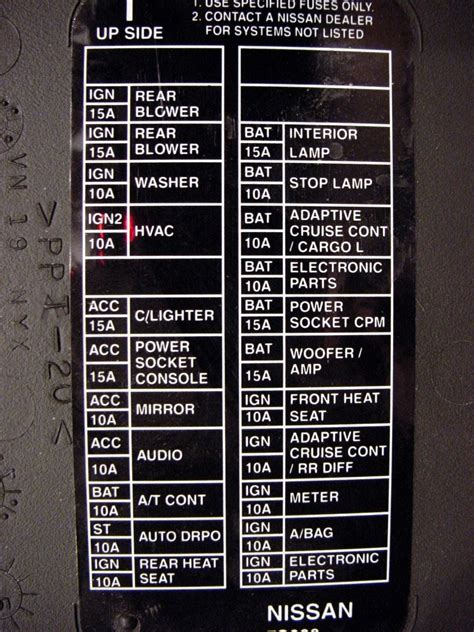 1. USE SPECIFIED FUSES ONLY.
2. CONTACT A NISSAN DEALER
FOR SYSTEMS NOT LISTED
UP SIDE
IGN
15A
REAR
BLOWER
IGN
15A
REAR
BLOWER
IGN
10A
WASHER
IGN2
10A
HVAC
ACC
15A
C/LIGHTER
ACC
15A
POWER
SOCKET
CONSOLE
ACC
10A
MIRROR
ACC
10A
AUDIO
BAT
10A
A/T CONT
ST
10A
AUTO DRPO
IGN
10A
REAR HEAT
SEAT
BAT
15A
INTERIOR
LAMP
BAT
10A
STOP LAMP
BAT
10A
ADAPTIVE
CRUISE CONT
/ CARGO L
BAT
10A
ELECTRONIC
PARTS
BAT
15A
POWER
SOCKET CPM
BAT
15A
WOOFER /
AMP
IGN
10A
FRONT HEAT
SEAT
IGN
10A
ADAPTIVE
CRUISE CONT
/ RR DIFF
IGN
10A
METER
IGN
10A
A/BAG
IGN
10A
ELECTRONIC
PARTS
NISSAN
VN 19 NYX